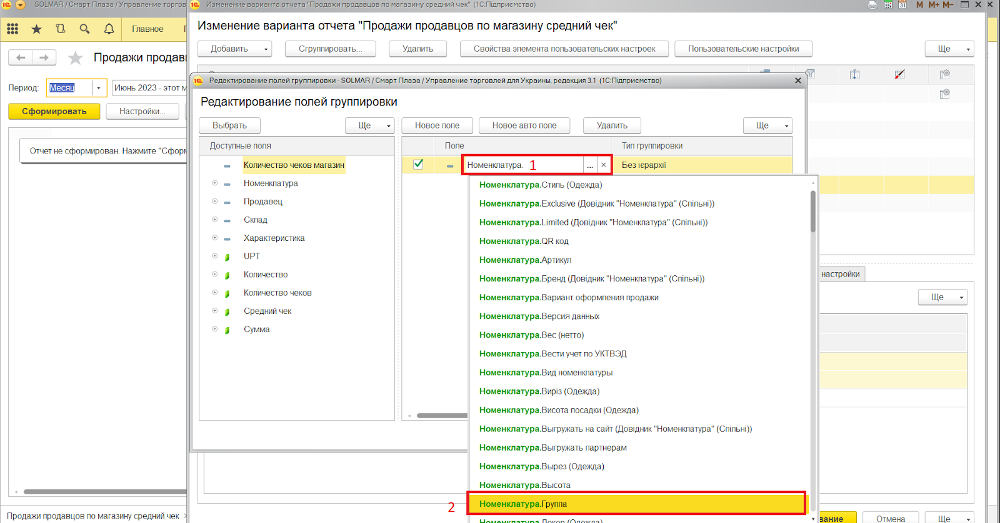 SOLMAR / Смарт Плаза / Управление торгов
Изменение варианта отчета "Продажи продавцов по магазину средний чек" (1С:Підприємство)
31 M M+ M−
Главное
Изменение варианта отчета "Продажи продавцов по магазину средний чек"
Добавить Сгруппировать... Удалить Свойства элемента пользовательских настроек Пользовательские настройки Ще
Продажи продав
Период: Месяц Июнь 2023 - этот м
Сформировать Настройки...
Отчет не сформирован. Нажмите "Сформ
Редактирование полей группировки - SOLMAR / Смарт Плаза / Управление торговлей для Украины, редакция 3.1 (1С:Підприємство)
Редактирование полей группировки
Выбрать Ще Новое поле Новое авто поле Удалить Ще
Доступные поля Поле Тип группировки
Количество чеков магазин
Номенклатура
Продавец
Склад
Характеристика
UPT
Количество
Количество чеков
Средний чек
Сумма
Номенклатура. 1 ... × Без ієрархії
Номенклатура.Стиль (Одежда)
Номенклатура.Exclusive (Довідник "Номенклатура" (Спільні))
Номенклатура.Limited (Довідник "Номенклатура" (Спільні))
Номенклатура.QR код
Номенклатура.Артикул
Номенклатура.Бренд (Довідник "Номенклатура" (Спільні))
Номенклатура.Вариант оформления продажи
Номенклатура.Версия данных
Номенклатура.Вес (нетто)
Номенклатура.Вести учет по УКТВЭД
Номенклатура.Вид номенклатуры
Номенклатура.Виріз (Одежда)
Номенклатура.Висота посадки (Одежда)
Номенклатура.Выгружать на сайт (Довідник "Номенклатура" (Спільні))
Номенклатура.Выгружать партнерам
Номенклатура.Вырез (Одежда)
Номенклатура.Высота
2 Номенклатура.Группа
Номенклатура.Декор (Одежда)
настройки
Ще
Продажи продавцов по магазину средний чек ×
вание Отмена Ще